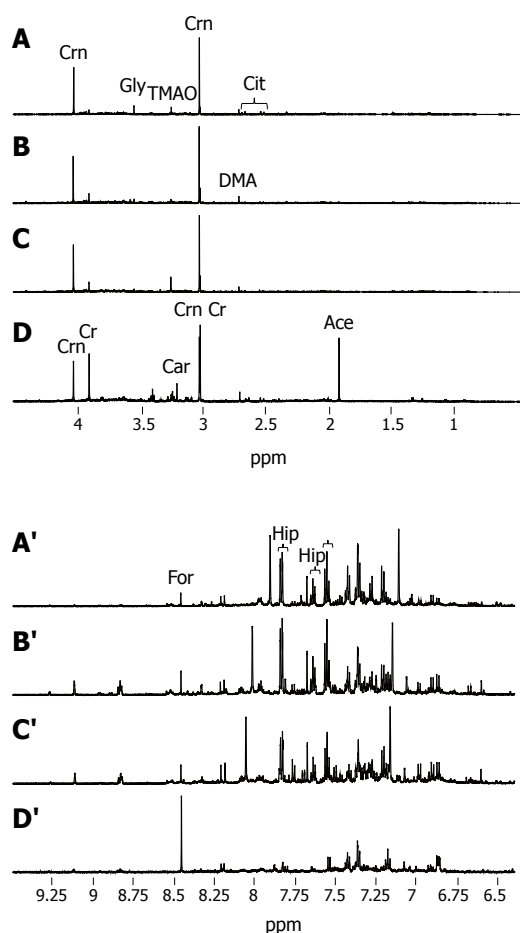 A
Crn
Crn
Gly
TMAO
Cit
B
DMA
C
Crn Cr
D
Cr
Crn
Car
Ace
4 3.5 3 2.5 2 1.5 1
ppm
A'
Hip
Hip
For
B'
C'
D'
9.25 9 8.75 8.5 8.25 8 7.75 7.5 7.25 7 6.75 6.5
ppm